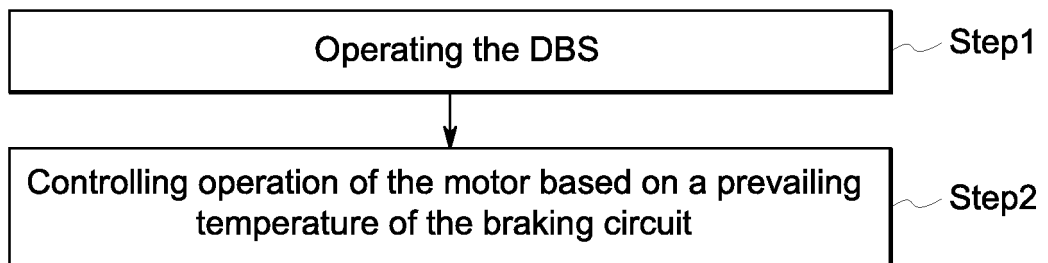 Operating the DBS
Step1
Controlling operation of the motor based on a prevailing
temperature of the braking circuit
Step2